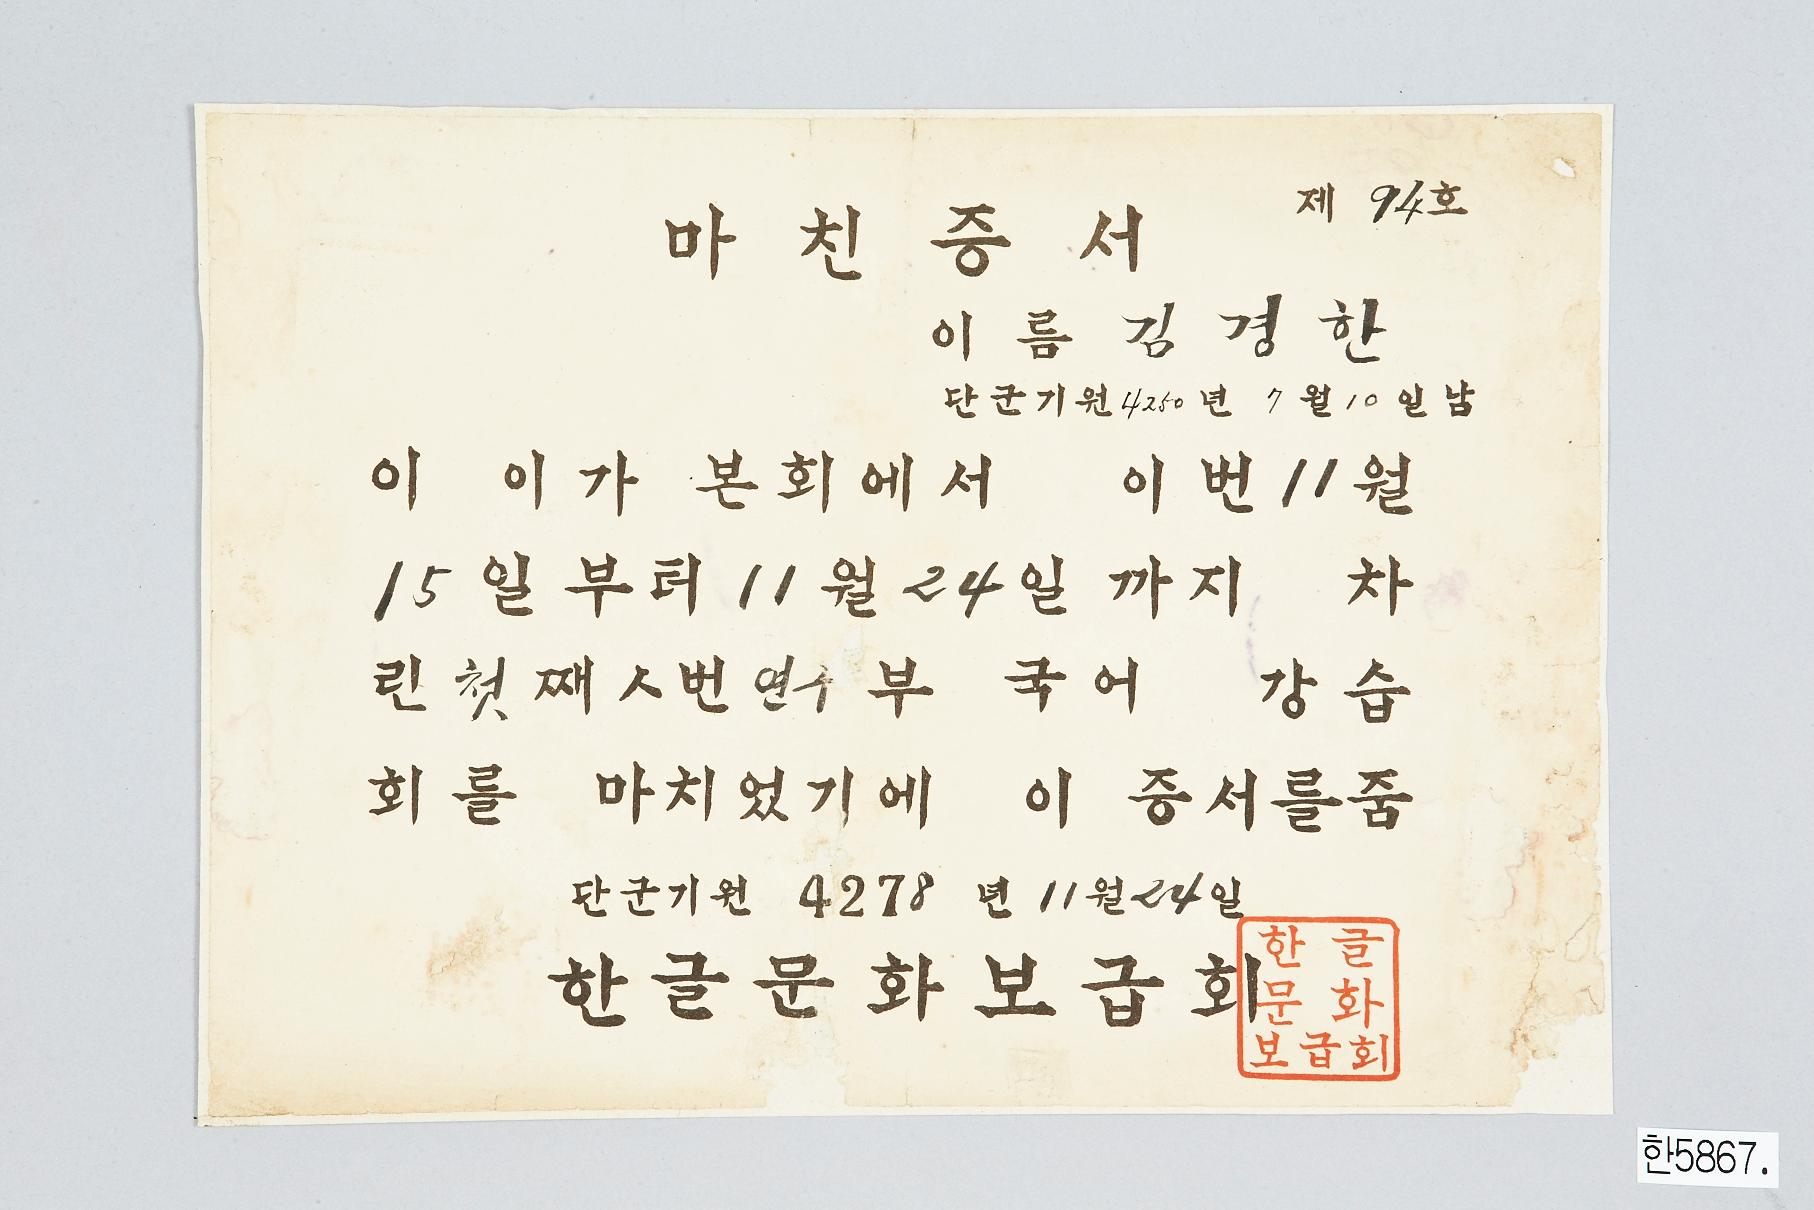 제 94호
마친증서
이름 김경한
단군기원 4250년 7월 10일 남
이 이가 본회에서 이번 11월
15일부터 11월 24일까지 차
린 첫째 번 연수부 국어 강습
회를 마치었기에 이 증서를 줌
단군기원 4278년 11월 24일
한글문화보급회
한글
문화
보급회
한5867.